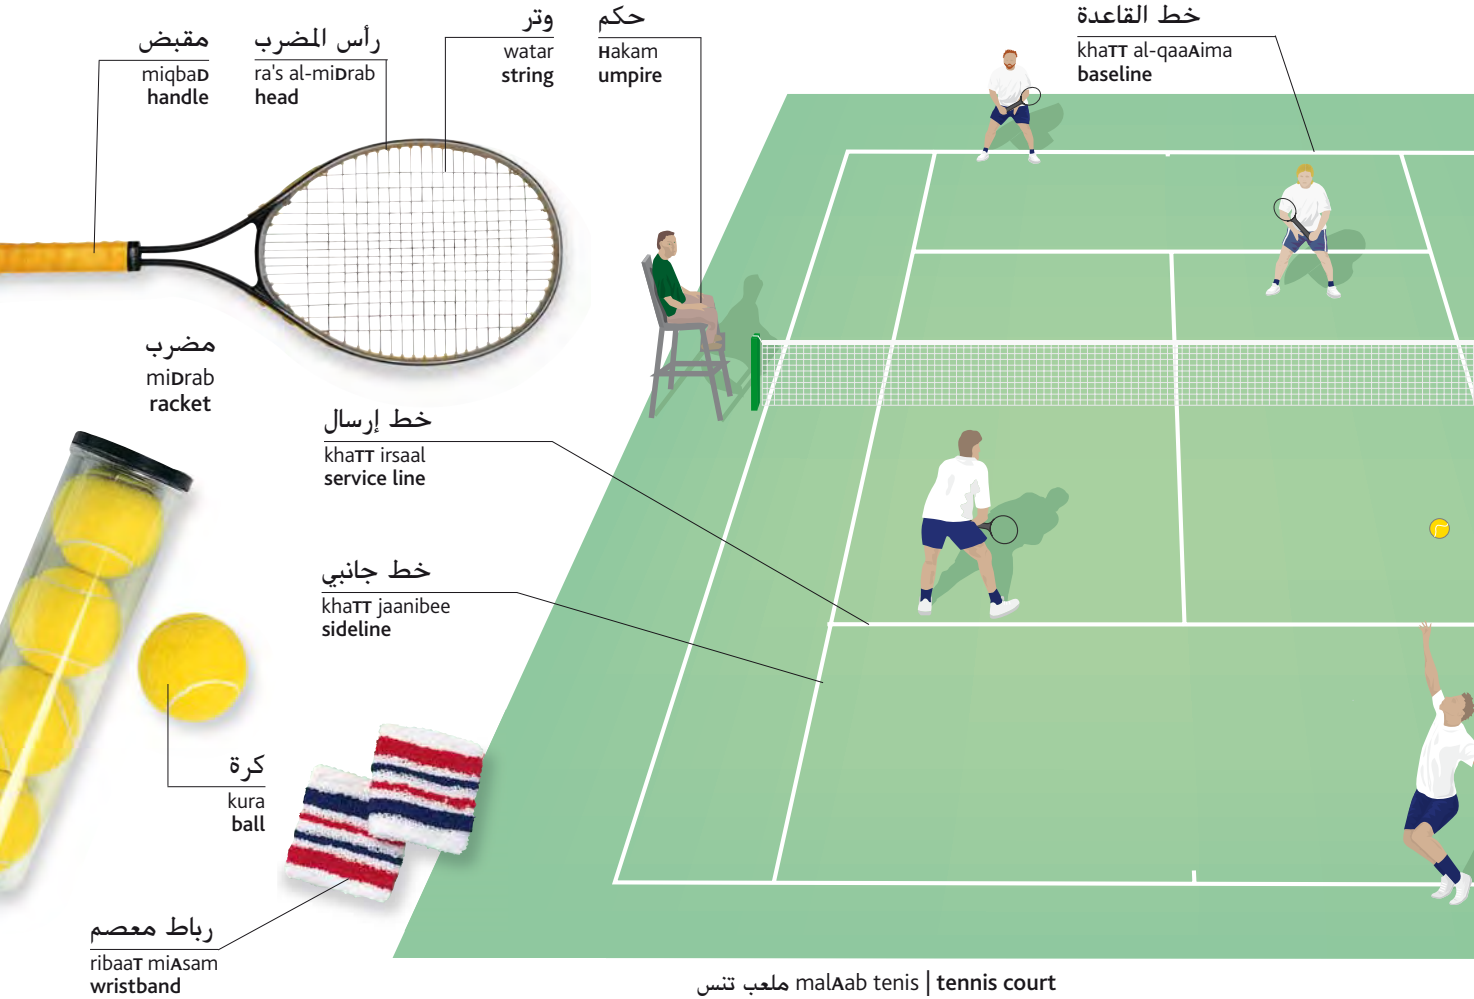 مقبض
miqbaD
handle
رأس المضرب
ra's al-miDrab
head
وتر
watar
string
حكم
Hakam
umpire
خط القاعدة
khaTT al-qaaAima
baseline
مضرب
miDrab
racket
خط إرسال
khaTT irsaal
service line
خط جانبي
khaTT jaanibee
sideline
كرة
kura
ball
رباط معصم
ribaaT miAsam
wristband
ملعب تنس malAab tenis | tennis court